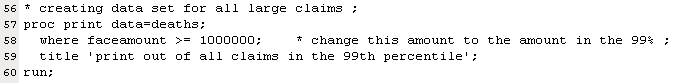 56 * creating data set for all large claims ;
57 proc print data=deaths;
58 where faceamount >= 1000000; * change this amount to the amount in the 99% ;
59 title 'print out of all claims in the 99th percentile';
60 run;